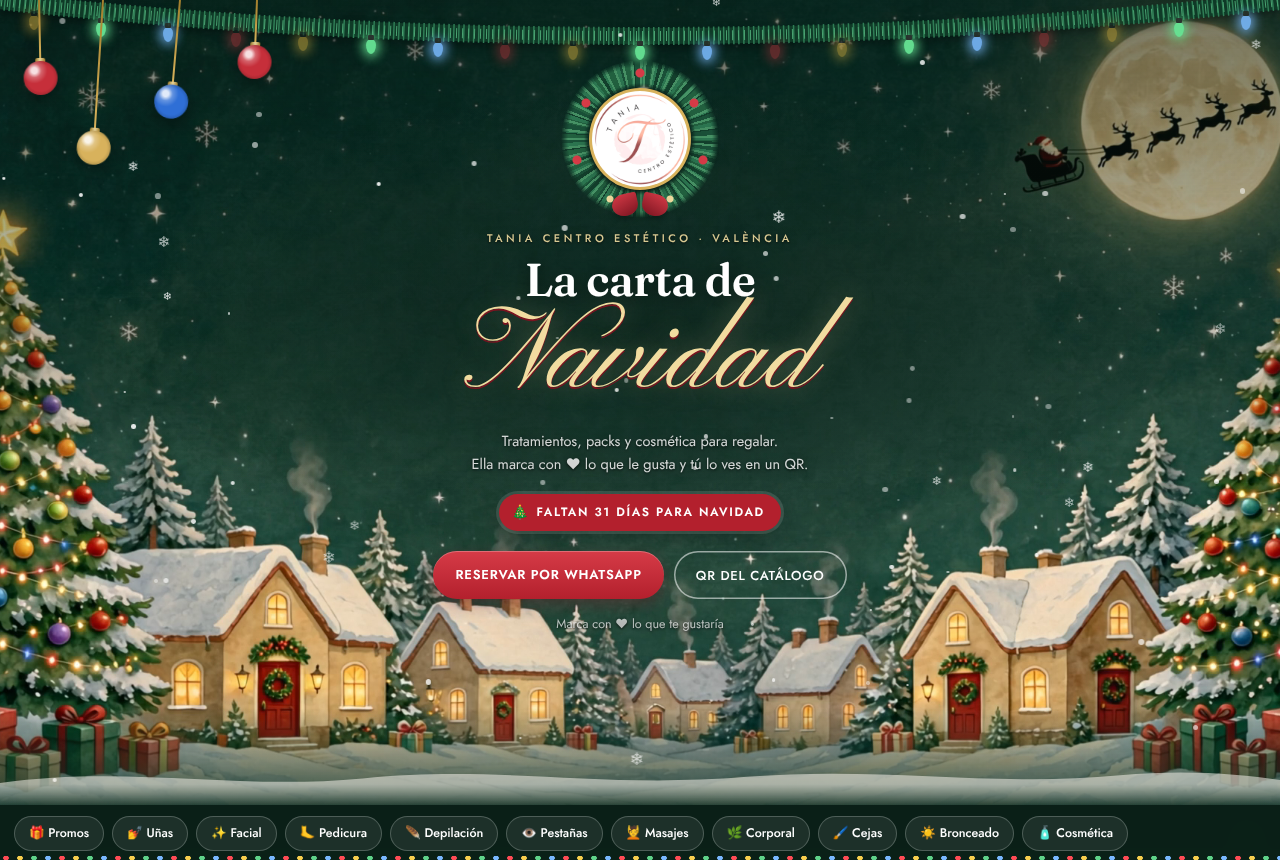 TANIA
T
CENTRO ESTÉTICO
TANIA CENTRO ESTÉTICO · VALÈNCIA
La carta de
Navidad
Tratamientos, packs y cosmética para regalar.
Ella marca con ♥ lo que le gusta y tú lo ves en un QR.
🎄 FALTAN 31 DÍAS PARA NAVIDAD
RESERVAR POR WHATSAPP
QR DEL CATÁLOGO
Marca con ♥ lo que te gustaría
🎁 Promos
💅 Uñas
✨ Facial
🦶 Pedicura
🪶 Depilación
👁️ Pestañas
💆 Masajes
🌿 Corporal
🖌️ Cejas
☀️ Bronceado
🧴 Cosmética